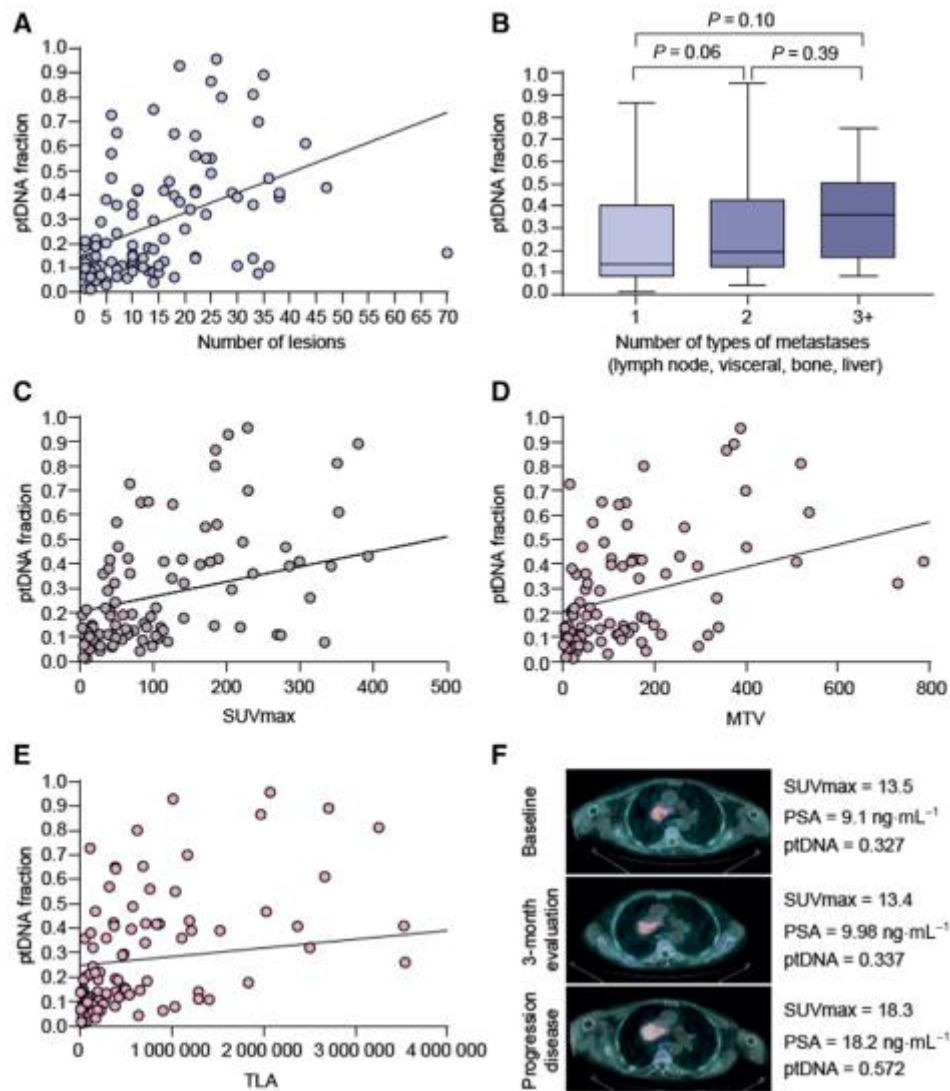 A
1.0
0.9
0.8
0.7
0.6
0.5
0.4
0.3
0.2
0.1
0.0
ptDNA fraction
0 5 10 15 20 25 30 35 40 45 50 55 60 65 70
Number of lesions
B
P = 0.10
P = 0.06
P = 0.39
1.0
0.9
0.8
0.7
0.6
0.5
0.4
0.3
0.2
0.1
0.0
ptDNA fraction
1 2 3+
Number of types of metastases
(lymph node, visceral, bone, liver)
C
1.0
0.9
0.8
0.7
0.6
0.5
0.4
0.3
0.2
0.1
0.0
ptDNA fraction
0 100 200 300 400 500
SUVmax
D
1.0
0.9
0.8
0.7
0.6
0.5
0.4
0.3
0.2
0.1
0.0
ptDNA fraction
0 200 400 600 800
MTV
E
1.0
0.9
0.8
0.7
0.6
0.5
0.4
0.3
0.2
0.1
0.0
ptDNA fraction
0 1 000 000 2 000 000 3 000 000 4 000 000
TLA
F
Baseline
SUVmax = 13.5
PSA = 9.1 ng·mL⁻¹
ptDNA = 0.327
3-month
evaluation
SUVmax = 13.4
PSA = 9.98 ng·mL⁻¹
ptDNA = 0.337
Progression
disease
SUVmax = 18.3
PSA = 18.2 ng·mL⁻¹
ptDNA = 0.572